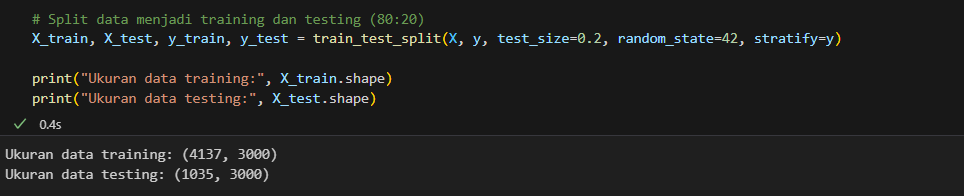 # Split data menjadi training dan testing (80:20)
X_train, X_test, y_train, y_test = train_test_split(X, y, test_size=0.2, random_state=42, stratify=y)
print("Ukuran data training:", X_train.shape)
print("Ukuran data testing:", X_test.shape)
✓ 0.4s
Ukuran data training: (4137, 3000)
Ukuran data testing: (1035, 3000)